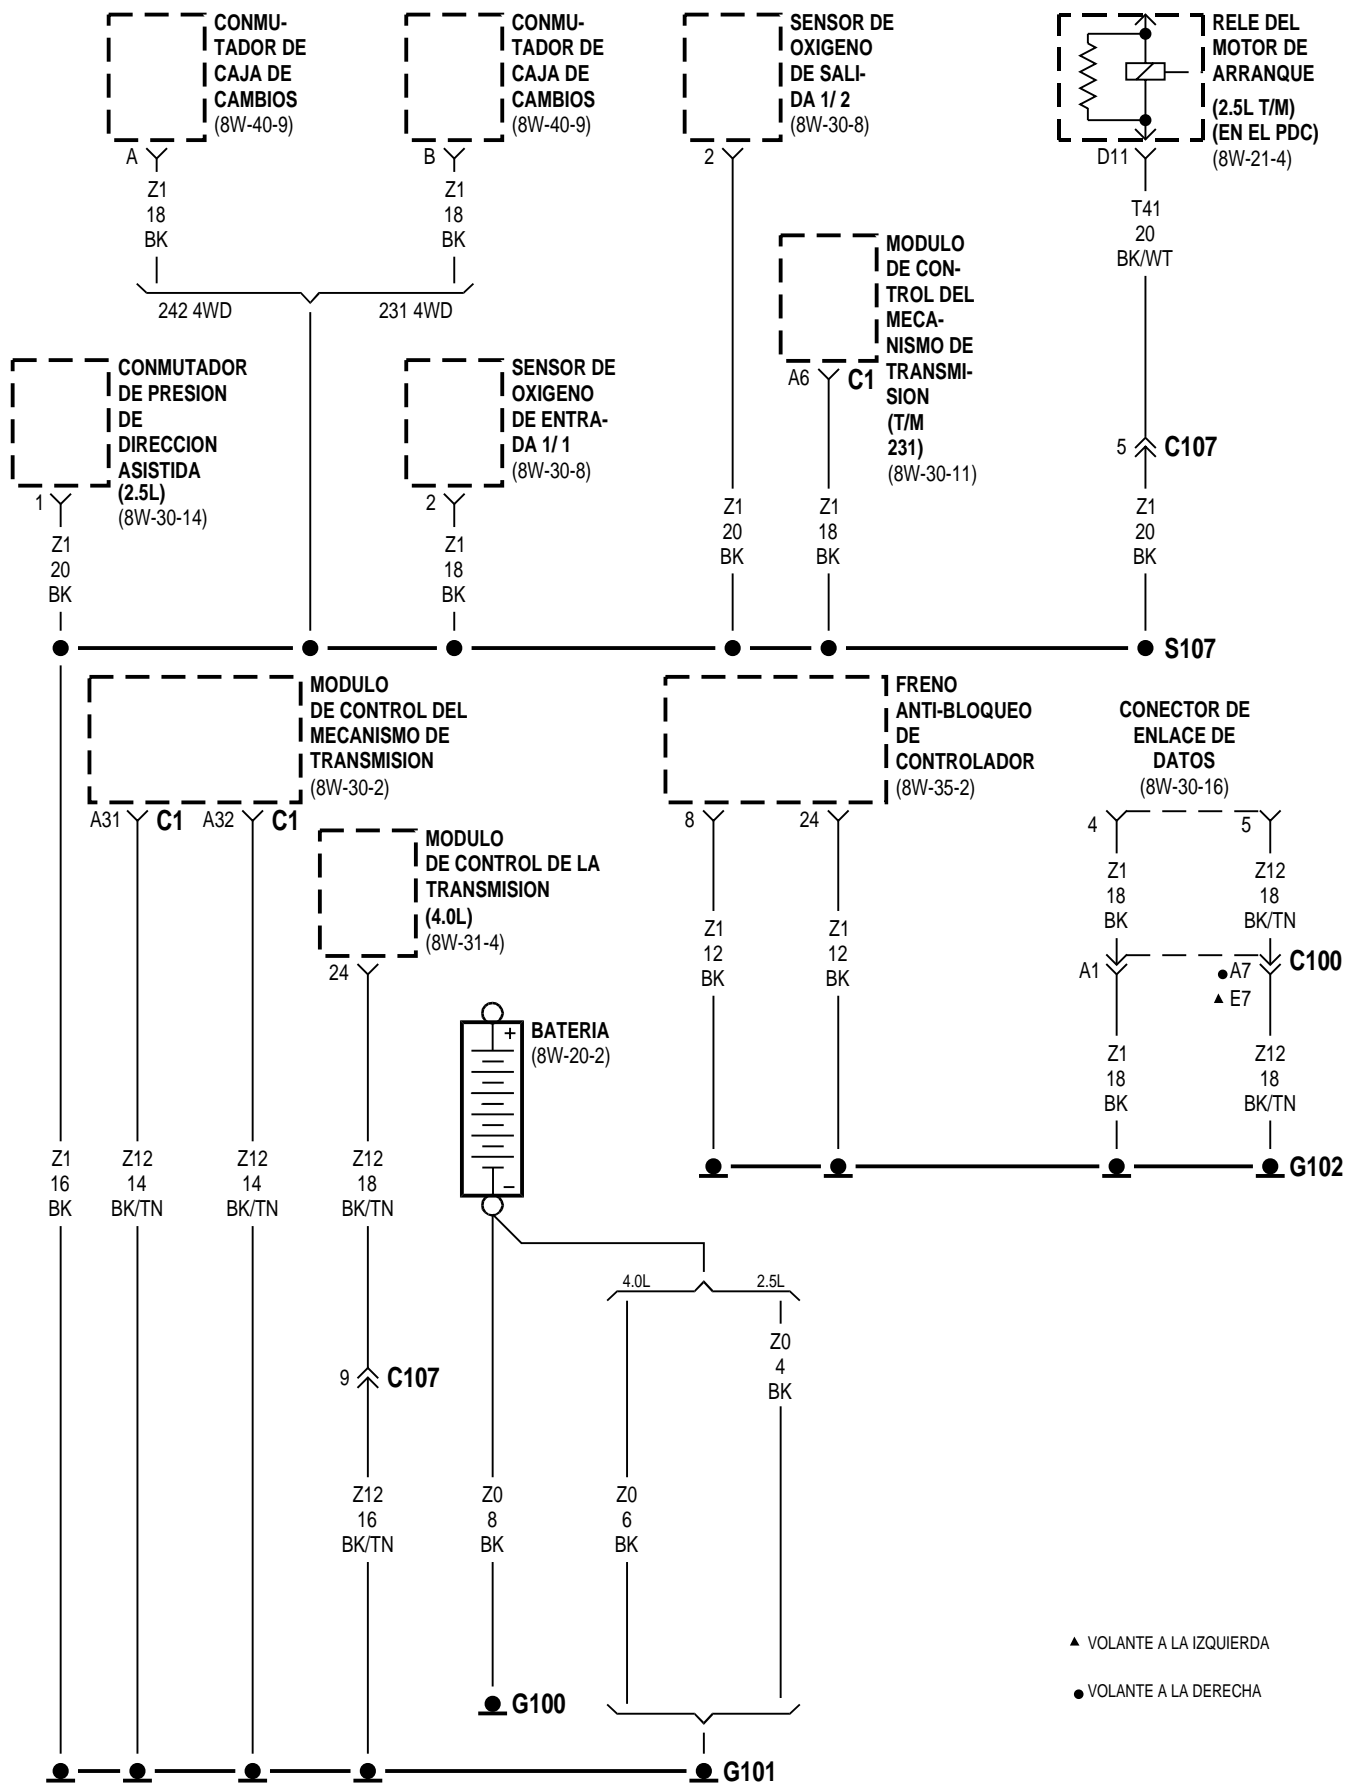 CONMU-
TADOR DE
CAJA DE
CAMBIOS
(8W-40-9)
A
Z1
18
BK
CONMU-
TADOR DE
CAJA DE
CAMBIOS
(8W-40-9)
B
Z1
18
BK
242 4WD
231 4WD
SENSOR DE
OXIGENO
DE SALI-
DA 1/ 2
(8W-30-8)
2
RELE DEL
MOTOR DE
ARRANQUE
(2.5L T/M)
(EN EL PDC)
(8W-21-4)
D11
T41
20
BK/WT
MODULO
DE CON-
TROL DEL
MECA-
NISMO DE
TRANSMI-
SION
(T/M
231)
(8W-30-11)
A6
C1
CONMUTADOR
DE PRESION
DE
DIRECCION
ASISTIDA
(2.5L)
(8W-30-14)
1
Z1
20
BK
SENSOR DE
OXIGENO
DE ENTRA-
DA 1/ 1
(8W-30-8)
2
Z1
18
BK
Z1
20
BK
Z1
18
BK
5
C107
Z1
20
BK
S107
MODULO
DE CONTROL DEL
MECANISMO DE
TRANSMISION
(8W-30-2)
A31
C1
A32
C1
MODULO
DE CONTROL DE LA
TRANSMISION
(4.0L)
(8W-31-4)
24
FRENO
ANTI-BLOQUEO
DE
CONTROLADOR
(8W-35-2)
8
24
Z1
12
BK
Z1
12
BK
CONECTOR DE
ENLACE DE
DATOS
(8W-30-16)
4
5
Z1
18
BK
Z12
18
BK/TN
A1
● A7
▲ E7
C100
Z1
18
BK
Z12
18
BK/TN
G102
BATERIA
(8W-20-2)
+
–
Z1
16
BK
Z12
14
BK/TN
Z12
14
BK/TN
Z12
18
BK/TN
4.0L
2.5L
Z0
4
BK
9
C107
Z12
16
BK/TN
Z0
8
BK
Z0
6
BK
▲ VOLANTE A LA IZQUIERDA
● VOLANTE A LA DERECHA
G100
G101